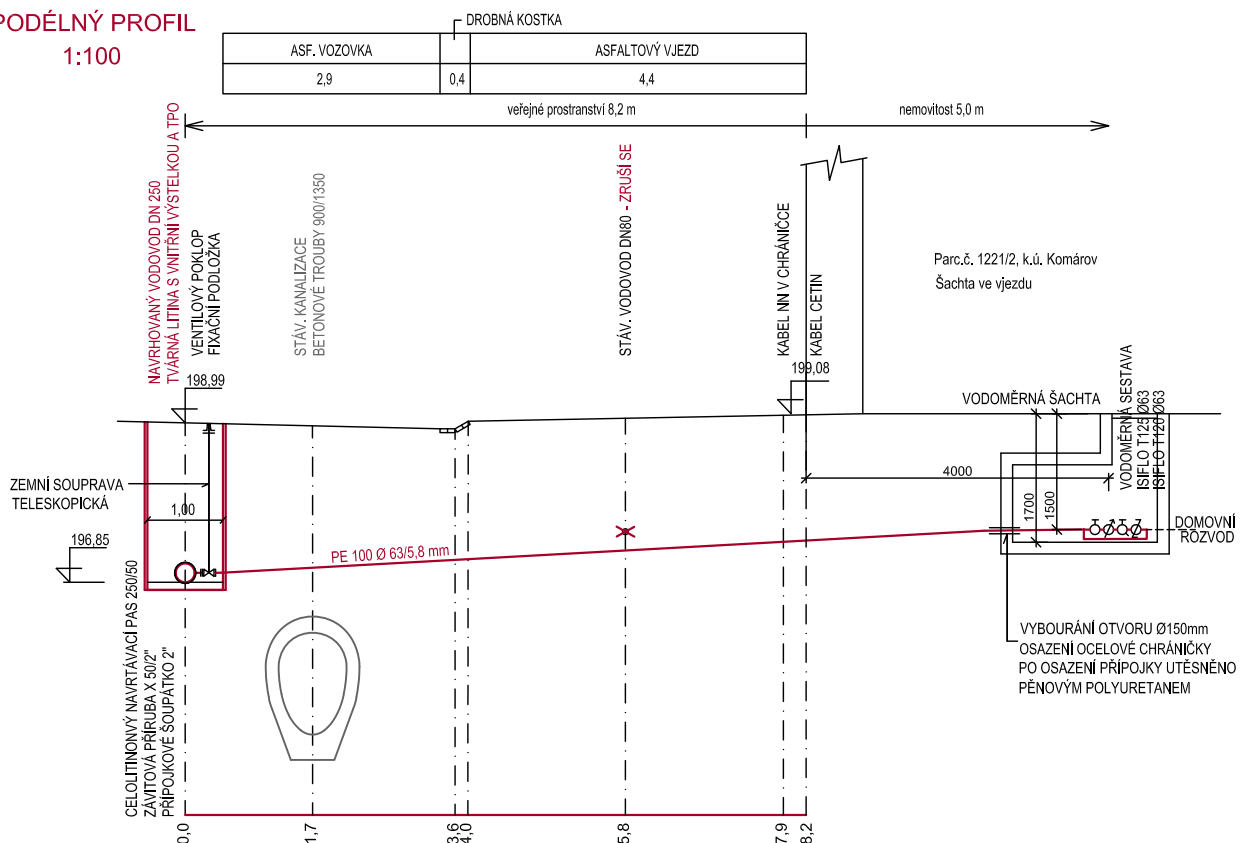 PODÉLNÝ PROFIL
1:100
DROBNÁ KOSTKA
ASF. VOZOVKA
ASFALTOVÝ VJEZD
2,9
0,4
4,4
veřejné prostranství 8,2 m
nemovitost 5,0 m
NAVRHOVANÝ VODOVOD DN 250
TVÁRNÁ LITINA S VNITŘNÍ VÝSTELKOU A TPO
VENTILOVÝ POKLOP
FIXAČNÍ PODLOŽKA
STÁV. KANALIZACE
BETONOVÉ TROUBY 900/1350
STÁV. VODOVOD DN80 - ZRUŠÍ SE
KABEL NN V CHRÁNIČCE
KABEL CETIN
Parc.č. 1221/2, k.ú. Komárov
Šachta ve vjezdu
198,99
199,08
VODOMĚRNÁ ŠACHTA
VODOMĚRNÁ SESTAVA
ISIFLO T125 Ø63
ISIFLO T120 Ø63
ZEMNÍ SOUPRAVA
TELESKOPICKÁ
1,00
4000
1700
1500
DOMOVNÍ
ROZVOD
196,85
PE 100 Ø 63/5,8 mm
CELOLITINONVÝ NAVRTÁVACÍ PAS 250/50
ZÁVITOVÁ PŘÍRUBA X 50/2"
PŘÍPOJKOVÉ ŠOUPÁTKO 2"
VYBOURÁNÍ OTVORU Ø150mm
OSAZENÍ OCELOVÉ CHRÁNIČKY
PO OSAZENÍ PŘÍPOJKY UTĚSNĚNO
PĚNOVÝM POLYURETANEM
0,0
1,7
3,6
4,0
5,8
7,9
8,2